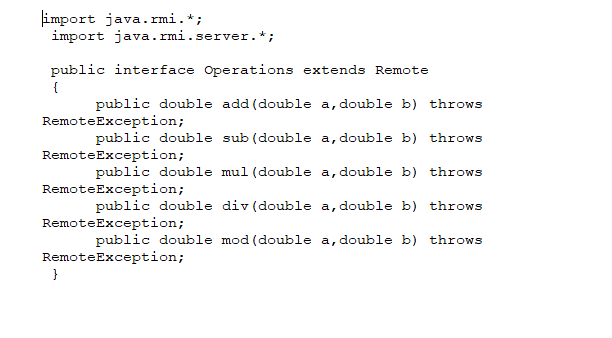 import java.rmi.*;
import java.rmi.server.*;
public interface Operations extends Remote
{
public double add(double a,double b) throws
RemoteException;
public double sub(double a,double b) throws
RemoteException;
public double mul(double a,double b) throws
RemoteException;
public double div(double a,double b) throws
RemoteException;
public double mod(double a,double b) throws
RemoteException;
}